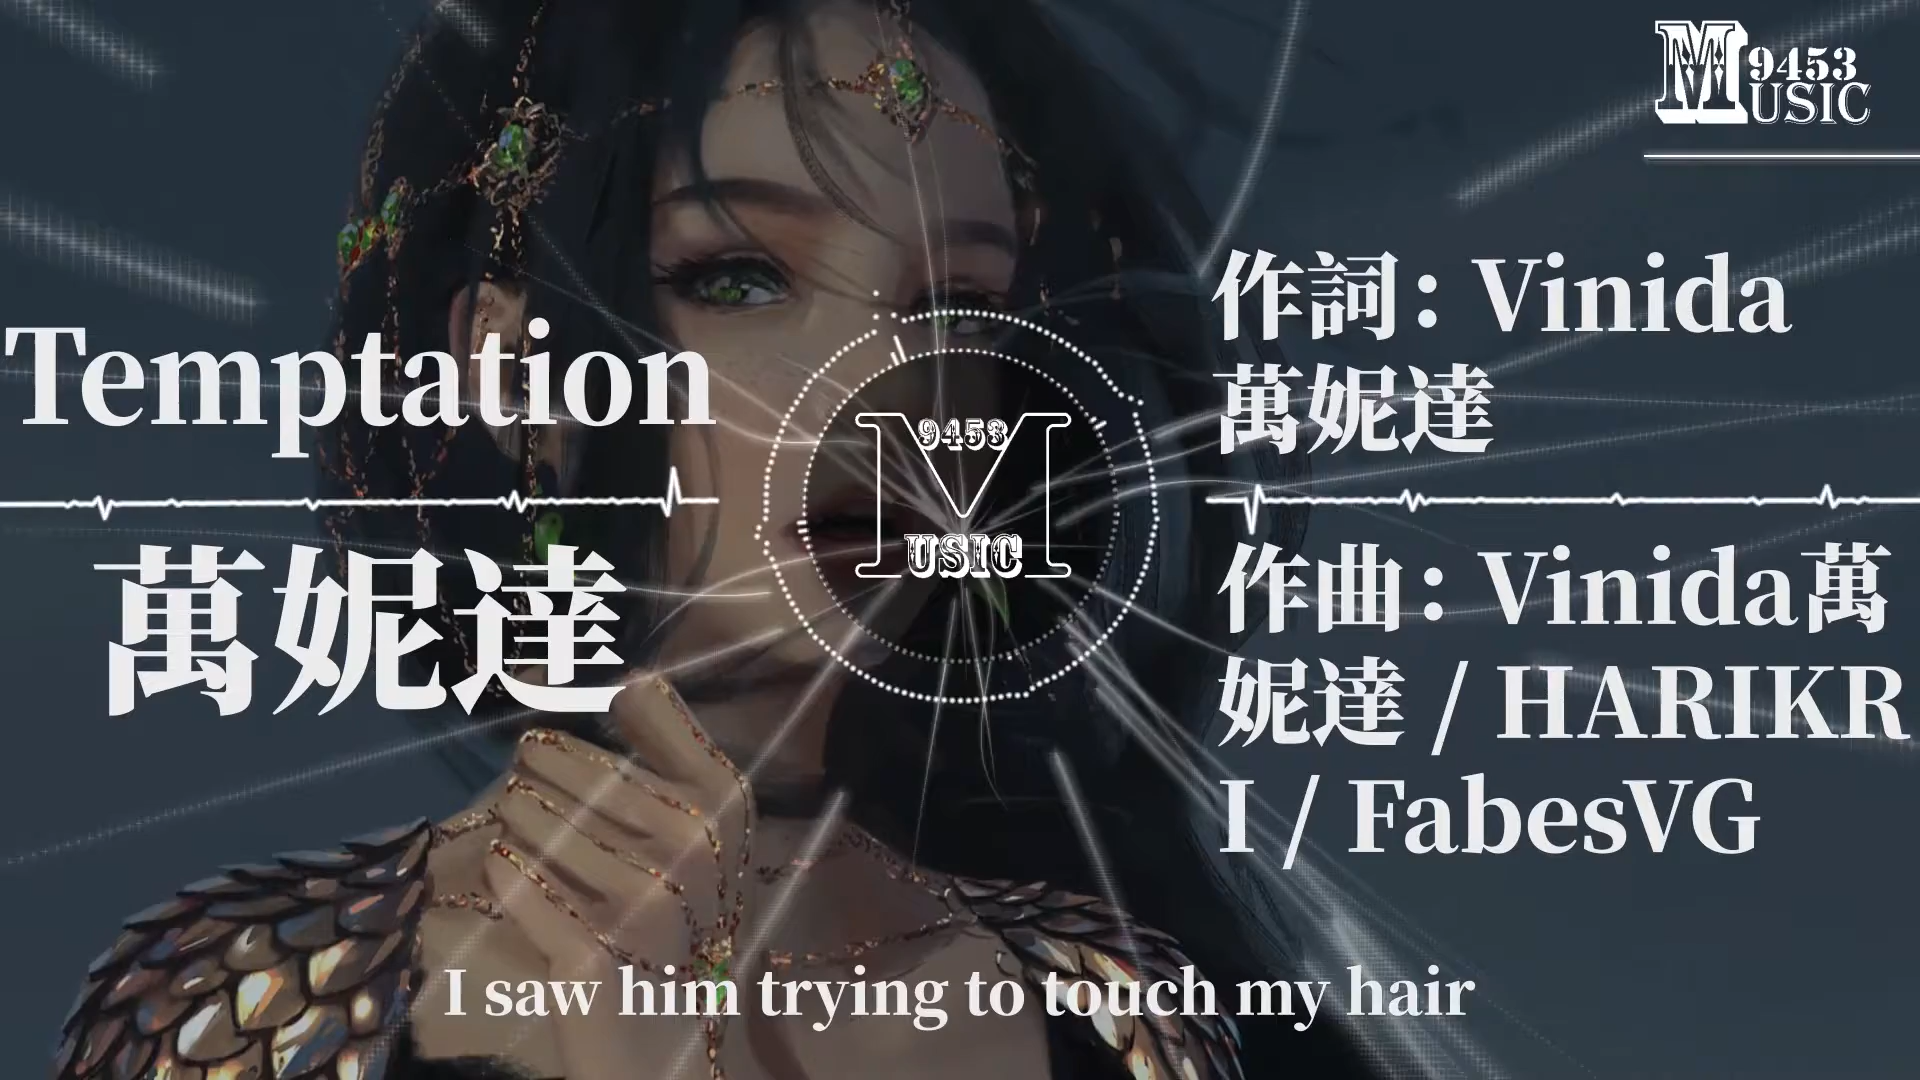 9453
MUSIC
Temptation
萬妮達
作詞：Vinida
萬妮達
作曲：Vinida萬
妮達 / HARIKR
I / FabesVG
9453
MUSIC
I saw him trying to touch my hair